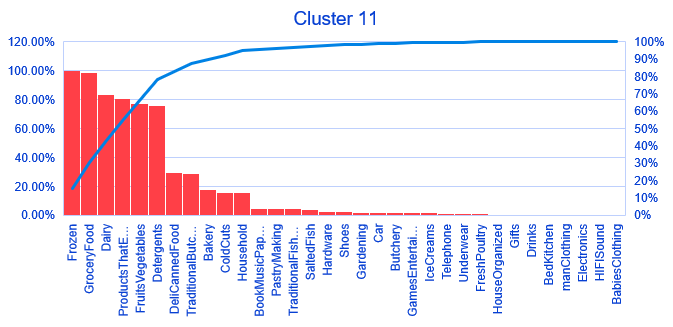 Cluster 11
120.00%
100.00%
80.00%
60.00%
40.00%
20.00%
0.00%
100%
90%
80%
70%
60%
50%
40%
30%
20%
10%
0%
Frozen
GroceryFood
Dairy
ProductsThatE...
FruitsVegetables
Detergents
DeliCannedFood
TraditionalButc...
Bakery
ColdCuts
Household
BookMusicPap...
PastryMaking
TraditionalFish...
SaltedFish
Hardware
Shoes
Gardening
Car
Butchery
GamesEntertai...
IceCreams
Telephone
Underwear
FreshPoultry
HouseOrganized
Gifts
Drinks
BedKitchen
manClothing
Electronics
HIFISound
BabiesClothing